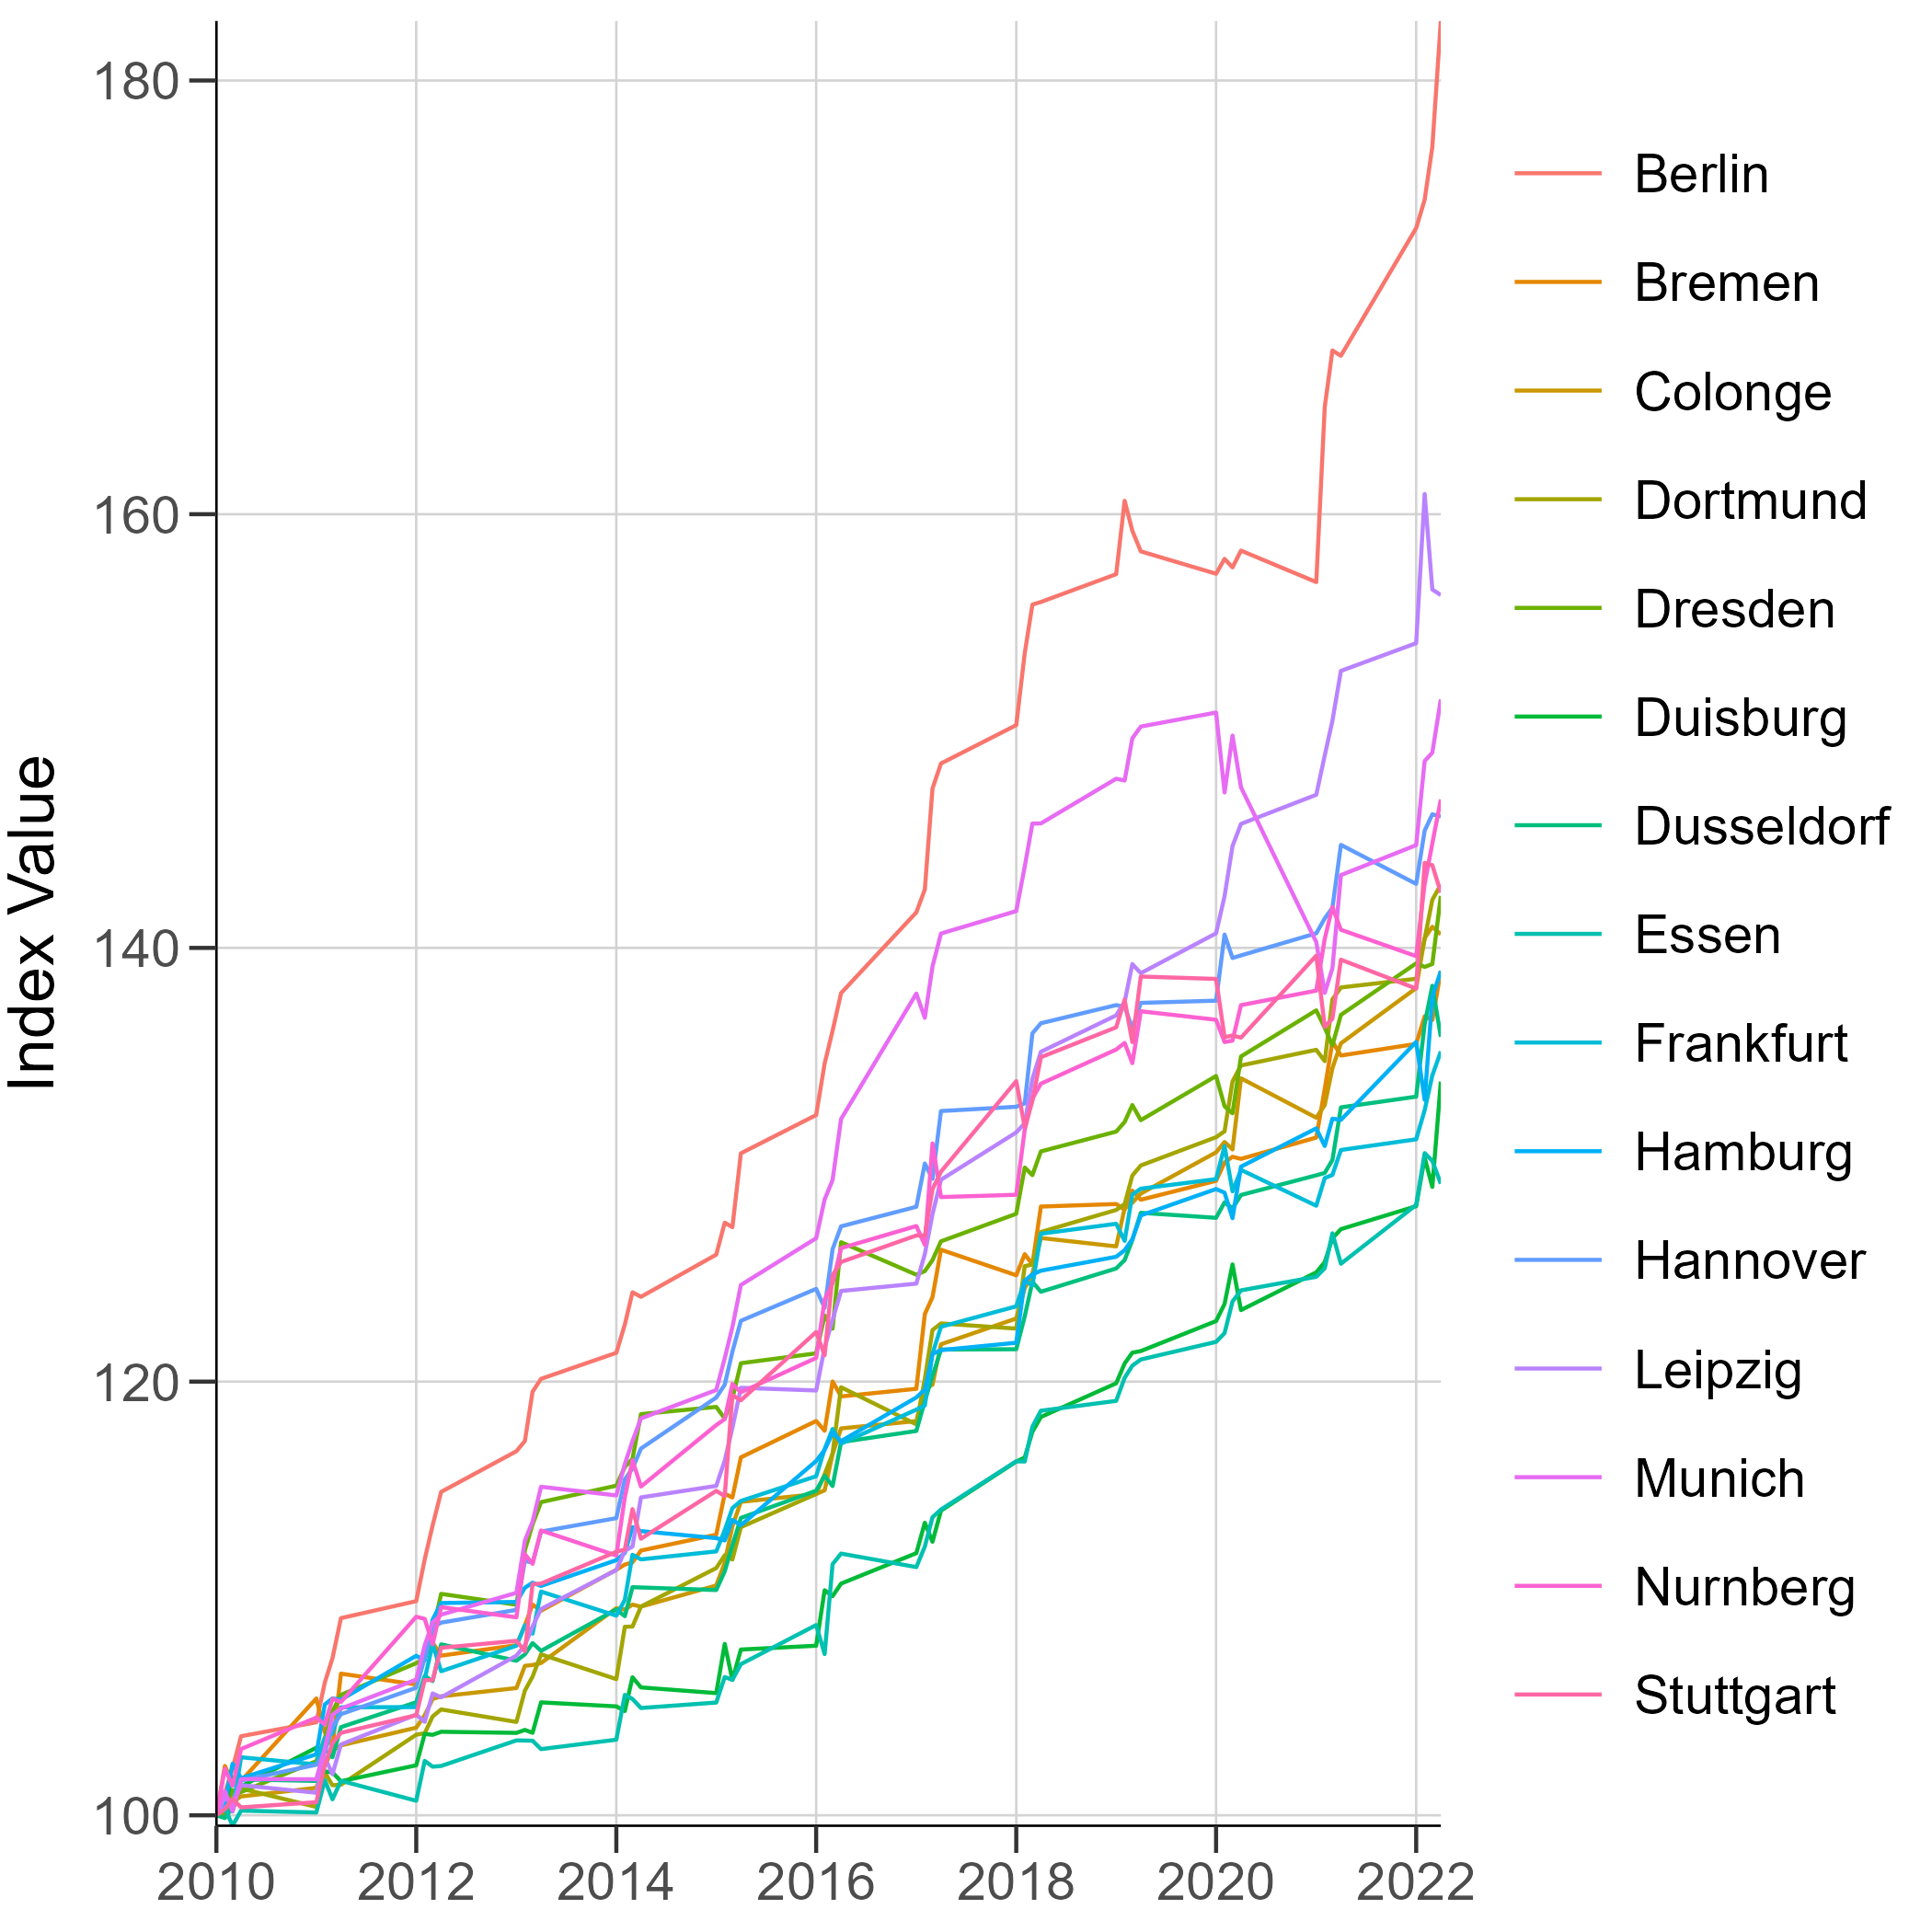 Index Value
180
160
140
120
100
2010 2012 2014 2016 2018 2020 2022
Berlin
Bremen
Colonge
Dortmund
Dresden
Duisburg
Dusseldorf
Essen
Frankfurt
Hamburg
Hannover
Leipzig
Munich
Nurnberg
Stuttgart